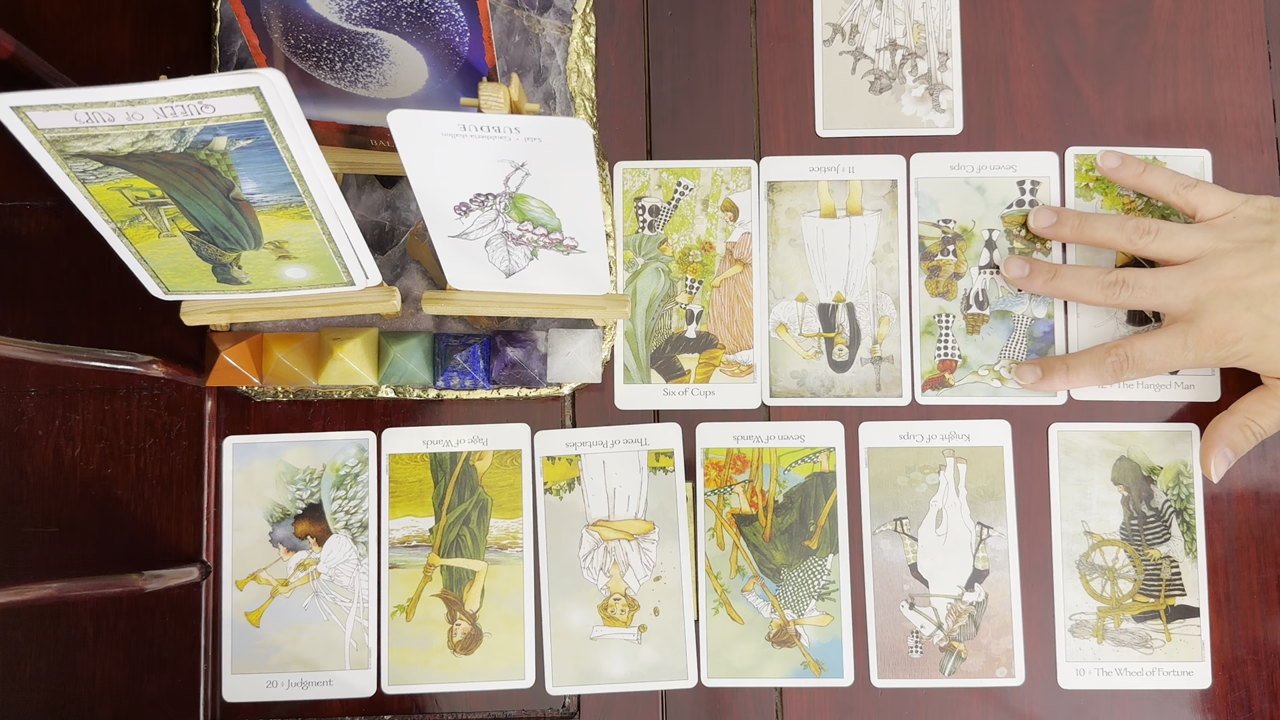 QUEEN OF CUPS
Salal · Gaultheria shallon
SUBDUE
BAL
Six of Cups
11 : Justice
Seven of Cups
12 : The Hanged Man
20 : Judgment
Page of Wands
Three of Pentacles
Seven of Wands
Knight of Cups
10 : The Wheel of Fortune